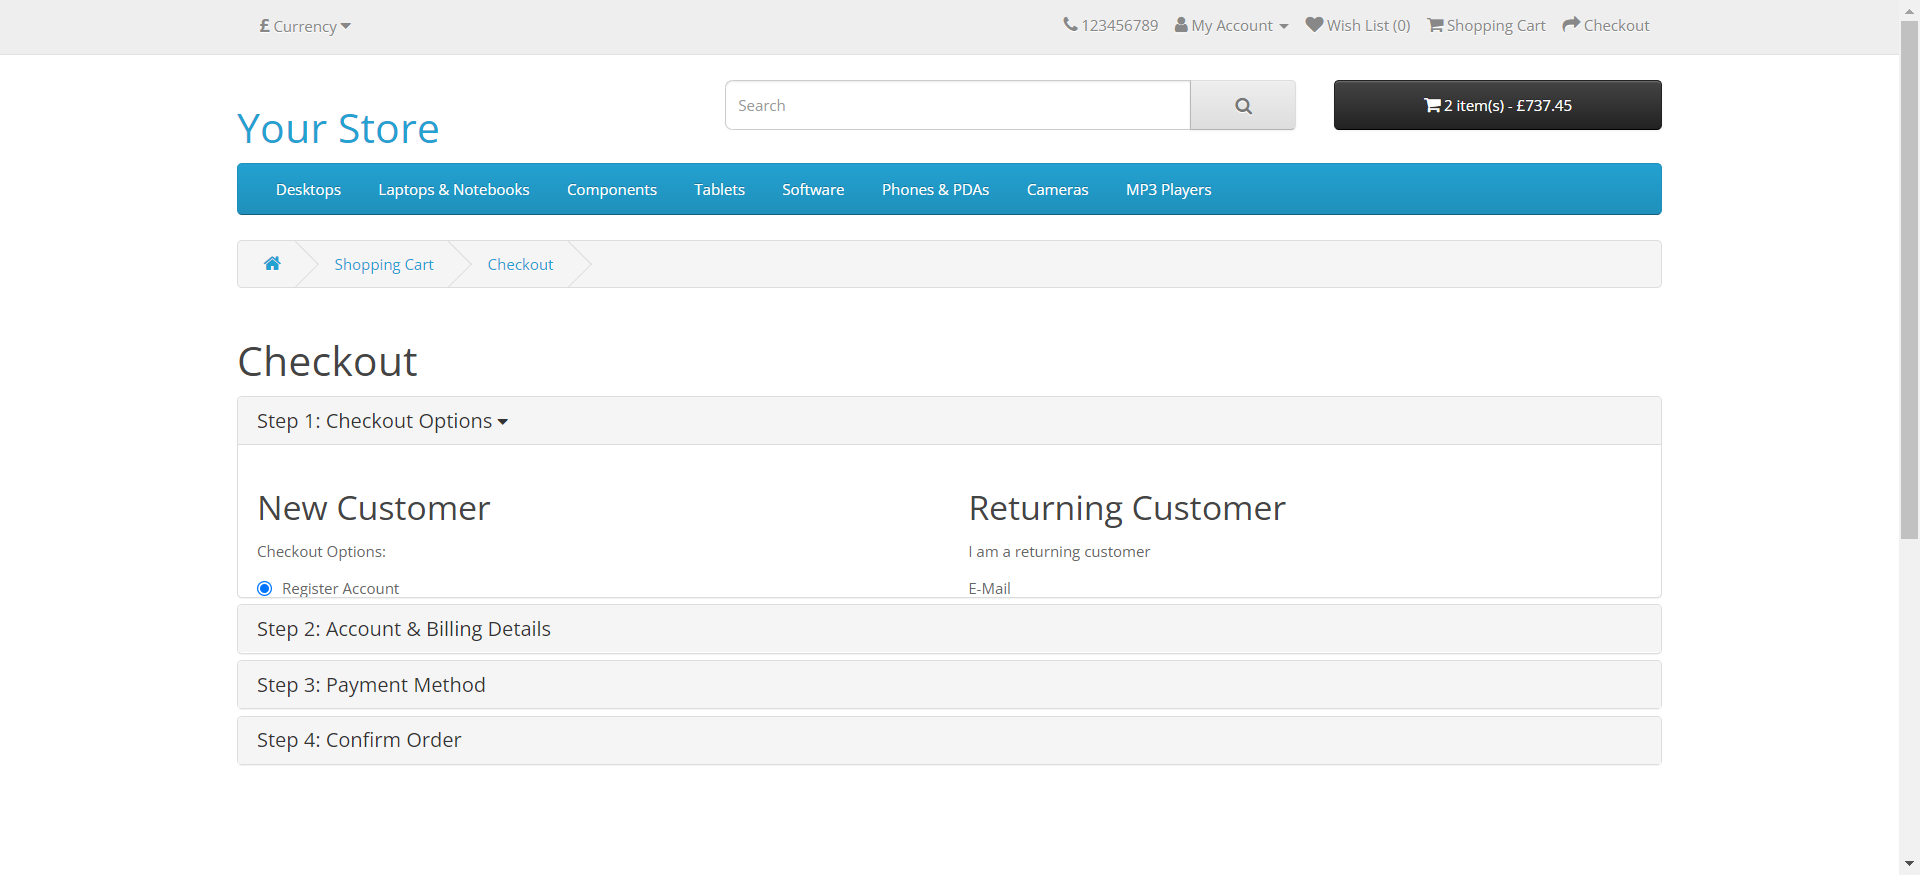 £ Currency
123456789 My Account Wish List (0) Shopping Cart Checkout
Search
2 item(s) - £737.45
Your Store
Desktops Laptops & Notebooks Components Tablets Software Phones & PDAs Cameras MP3 Players
Shopping Cart Checkout
Checkout
Step 1: Checkout Options
New Customer
Checkout Options:
Register Account
Returning Customer
I am a returning customer
E-Mail
Step 2: Account & Billing Details
Step 3: Payment Method
Step 4: Confirm Order